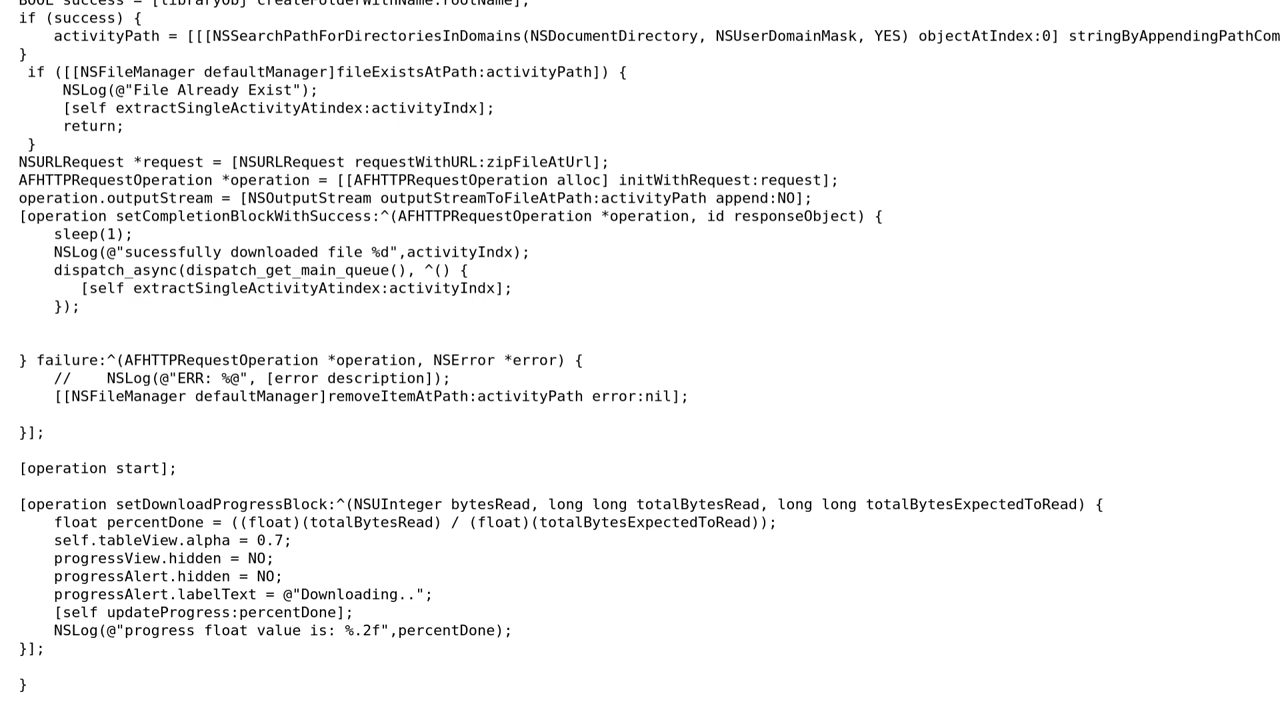 BOOL success = [libraryObj createFolderWithName:rootName];
if (success) {
    activityPath = [[[NSSearchPathForDirectoriesInDomains(NSDocumentDirectory, NSUserDomainMask, YES) objectAtIndex:0] stringByAppendingPathCom
}
 if ([[NSFileManager defaultManager]fileExistsAtPath:activityPath]) {
     NSLog(@"File Already Exist");
     [self extractSingleActivityAtindex:activityIndx];
     return;
 }
NSURLRequest *request = [NSURLRequest requestWithURL:zipFileAtUrl];
AFHTTPRequestOperation *operation = [[AFHTTPRequestOperation alloc] initWithRequest:request];
operation.outputStream = [NSOutputStream outputStreamToFileAtPath:activityPath append:NO];
[operation setCompletionBlockWithSuccess:^(AFHTTPRequestOperation *operation, id responseObject) {
    sleep(1);
    NSLog(@"sucessfully downloaded file %d",activityIndx);
    dispatch_async(dispatch_get_main_queue(), ^() {
       [self extractSingleActivityAtindex:activityIndx];
    });
} failure:^(AFHTTPRequestOperation *operation, NSError *error) {
    //    NSLog(@"ERR: %@", [error description]);
    [[NSFileManager defaultManager]removeItemAtPath:activityPath error:nil];
}];
[operation start];
[operation setDownloadProgressBlock:^(NSUInteger bytesRead, long long totalBytesRead, long long totalBytesExpectedToRead) {
    float percentDone = ((float)(totalBytesRead) / (float)(totalBytesExpectedToRead));
    self.tableView.alpha = 0.7;
    progressView.hidden = NO;
    progressAlert.hidden = NO;
    progressAlert.labelText = @"Downloading..";
    [self updateProgress:percentDone];
    NSLog(@"progress float value is: %.2f",percentDone);
}];
}